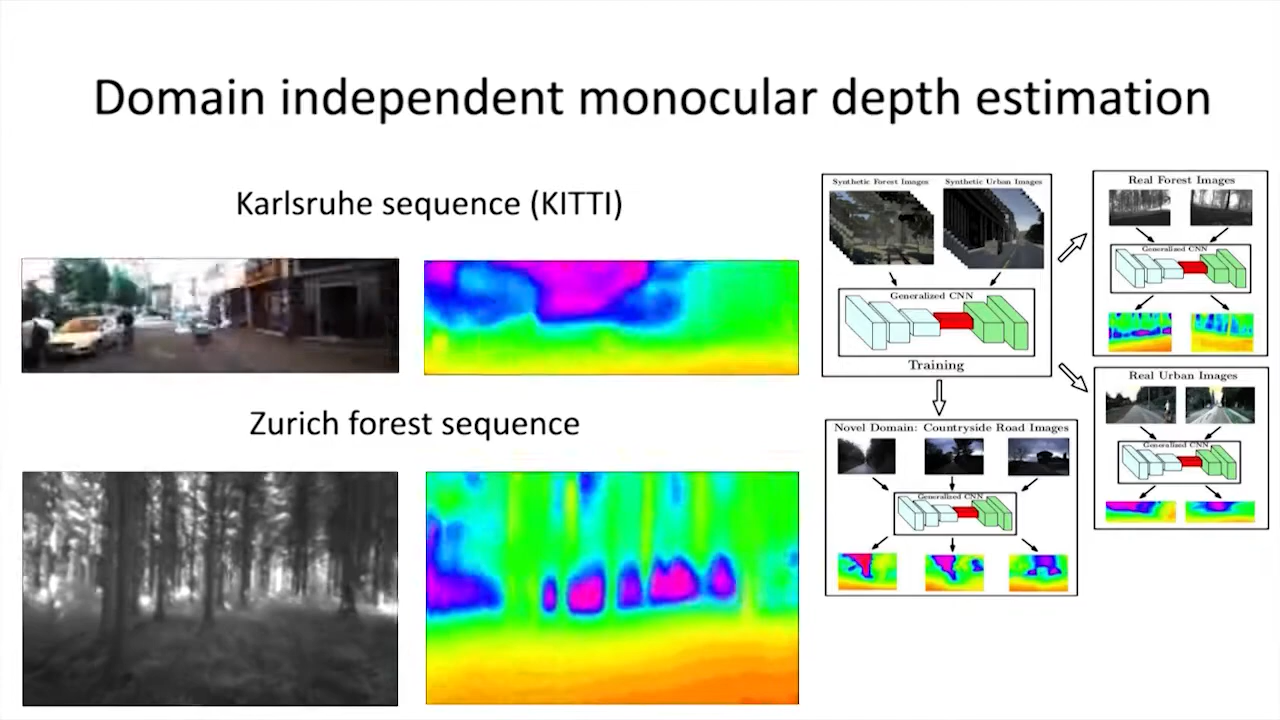 Domain independent monocular depth estimation
Karlsruhe sequence (KITTI)
Zurich forest sequence
Synthetic Forest Images
Synthetic Urban Images
Generalized CNN
Training
Real Forest Images
Generalized CNN
Real Urban Images
Generalized CNN
Novel Domain: Countryside Road Images
Generalized CNN